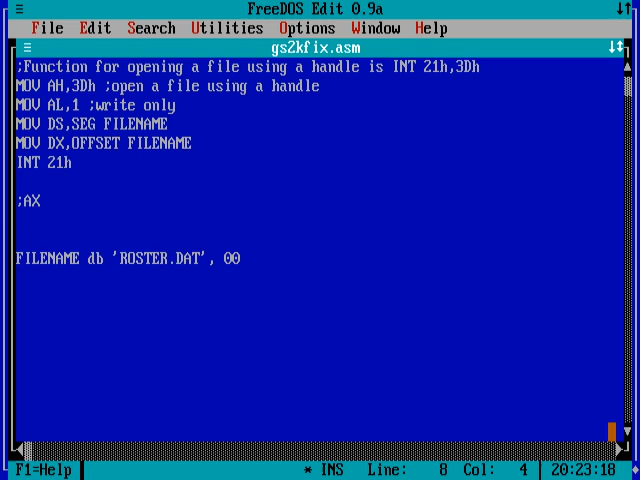 FreeDOS Edit 0.9a
File Edit Search Utilities Options Window Help
gs2kfix.asm
;Function for opening a file using a handle is INT 21h,3Dh
MOV AH,3Dh ;open a file using a handle
MOV AL,1 ;write only
MOV DS,SEG FILENAME
MOV DX,OFFSET FILENAME
INT 21h
;AX
FILENAME db 'ROSTER.DAT', 00
F1=Help * INS Line: 8 Col: 4 20:23:18